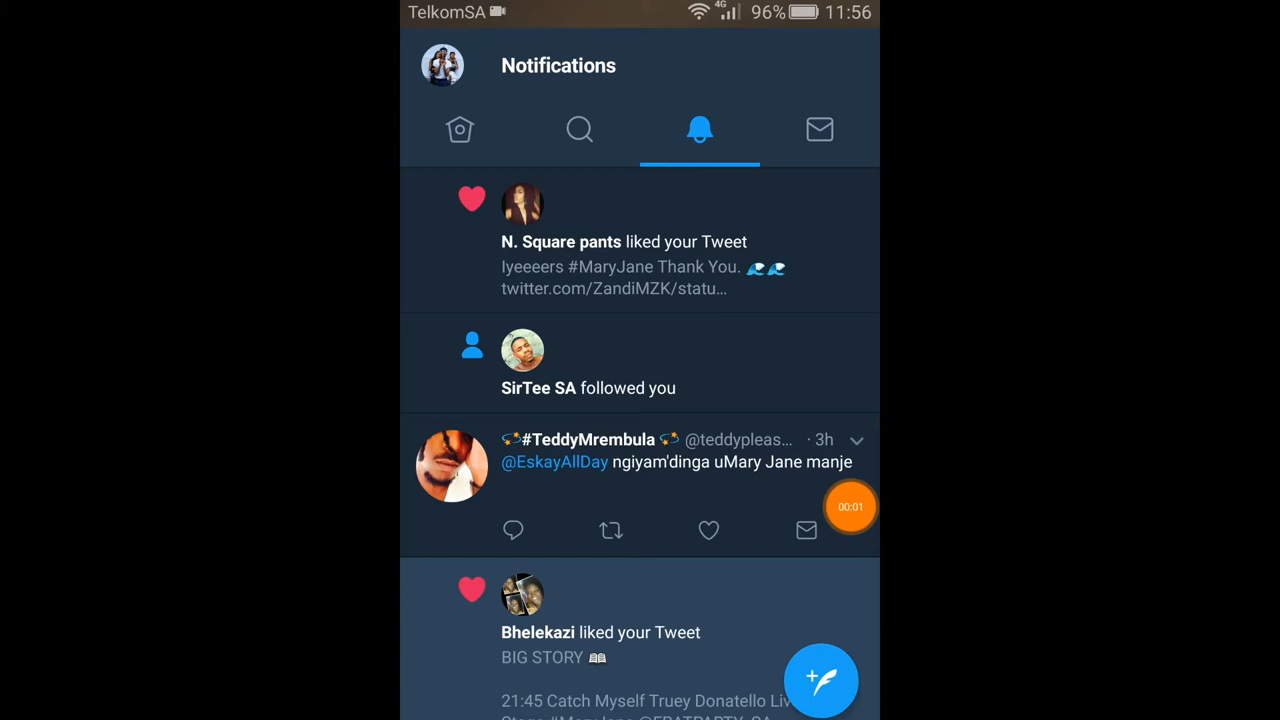 TelkomSA 4G 96% 11:56
Notifications
N. Square pants liked your Tweet
Iyeeeers #MaryJane Thank You. 🌊🌊
twitter.com/ZandiMZK/statu…
SirTee SA followed you
💫#TeddyMrembula 💫 @teddypleas… · 3h
@EskayAllDay ngiyam'dinga uMary Jane manje
00:01
Bhelekazi liked your Tweet
BIG STORY 📖
21:45 Catch Myself Truey Donatello Liv